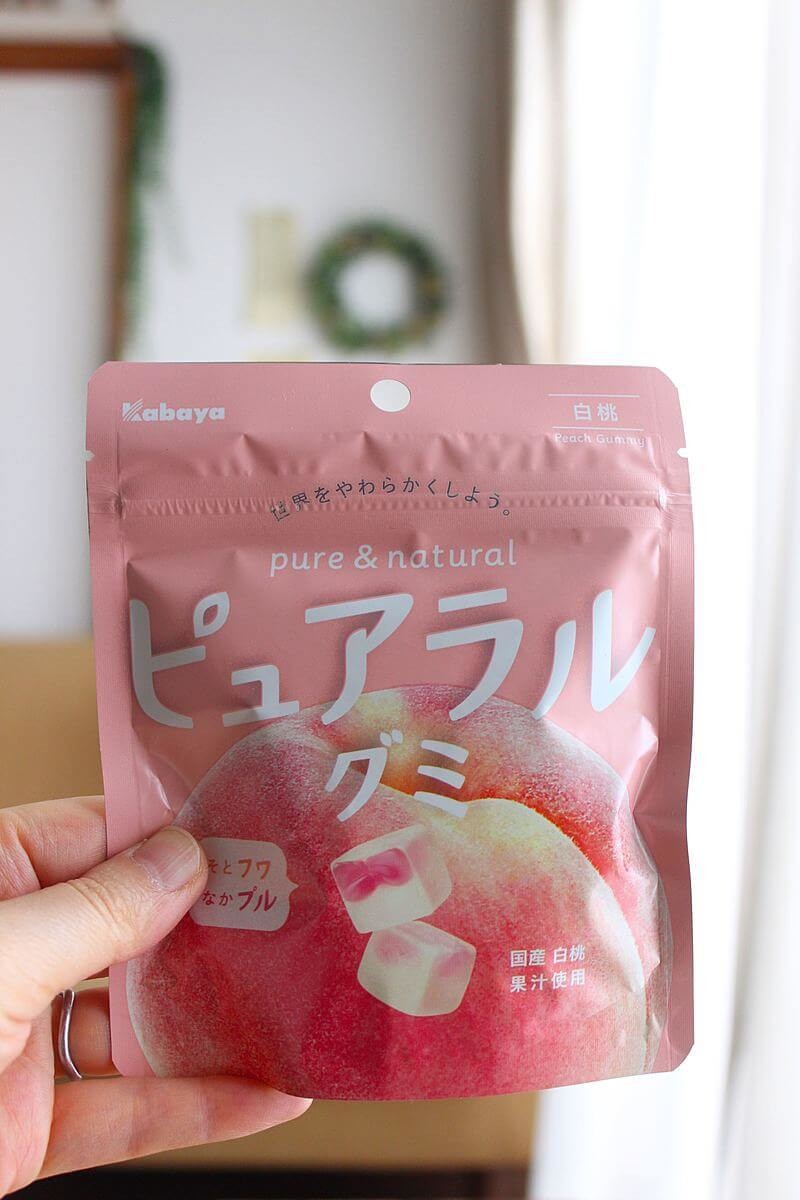 Kabaya
白桃
Peach Gummy
世界をやわらかくしよう。
pure & natural
ピュアラル
グミ
そとフワ
なかプル
国産 白桃
果汁使用